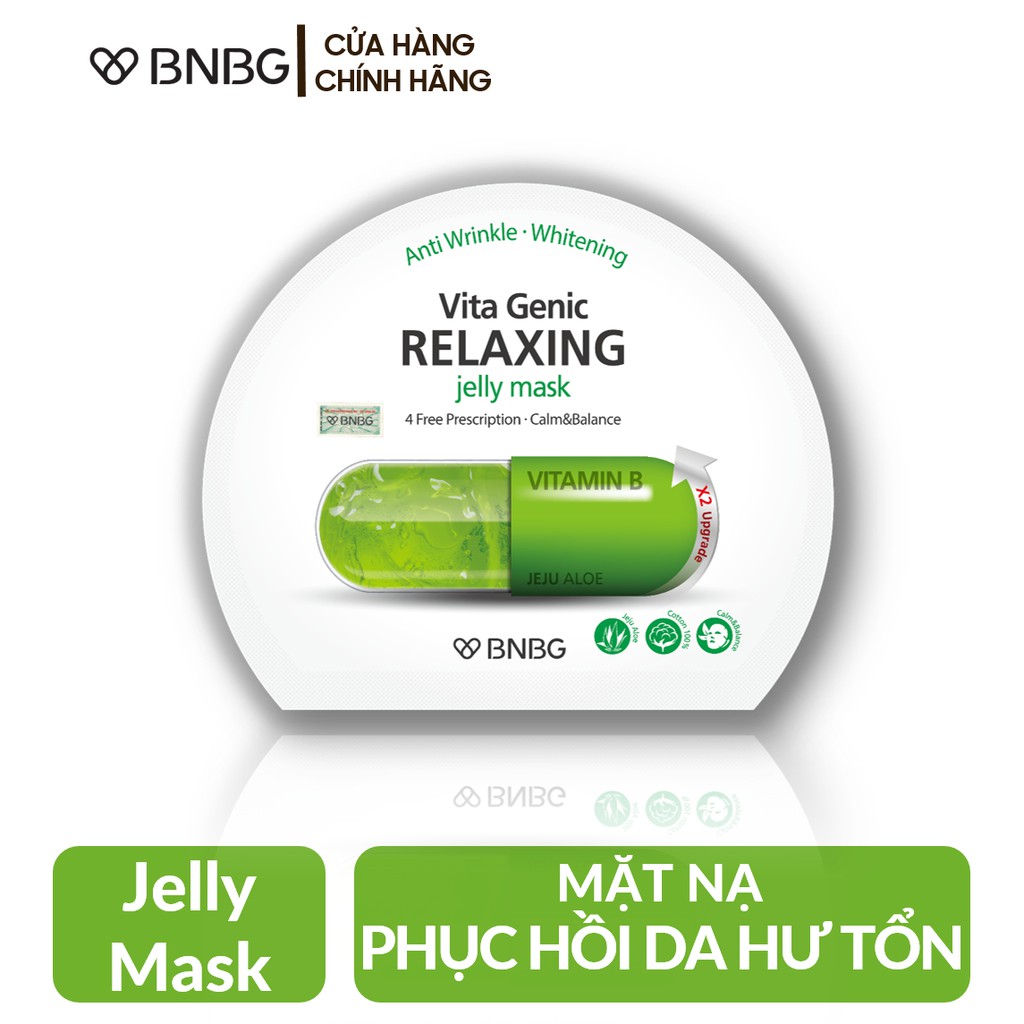 BNBG
CỬA HÀNG
CHÍNH HÃNG
Anti Wrinkle · Whitening
Vita Genic
RELAXING
jelly mask
BNBG
4 Free Prescription · Calm&Balance
VITAMIN B
X2 Upgrade
JEJU ALOE
BNBG
Jeju Aloe
Cotton 100%
Calm&Balance
Jelly
Mask
MẶT NẠ
PHỤC HỒI DA HƯ TỔN